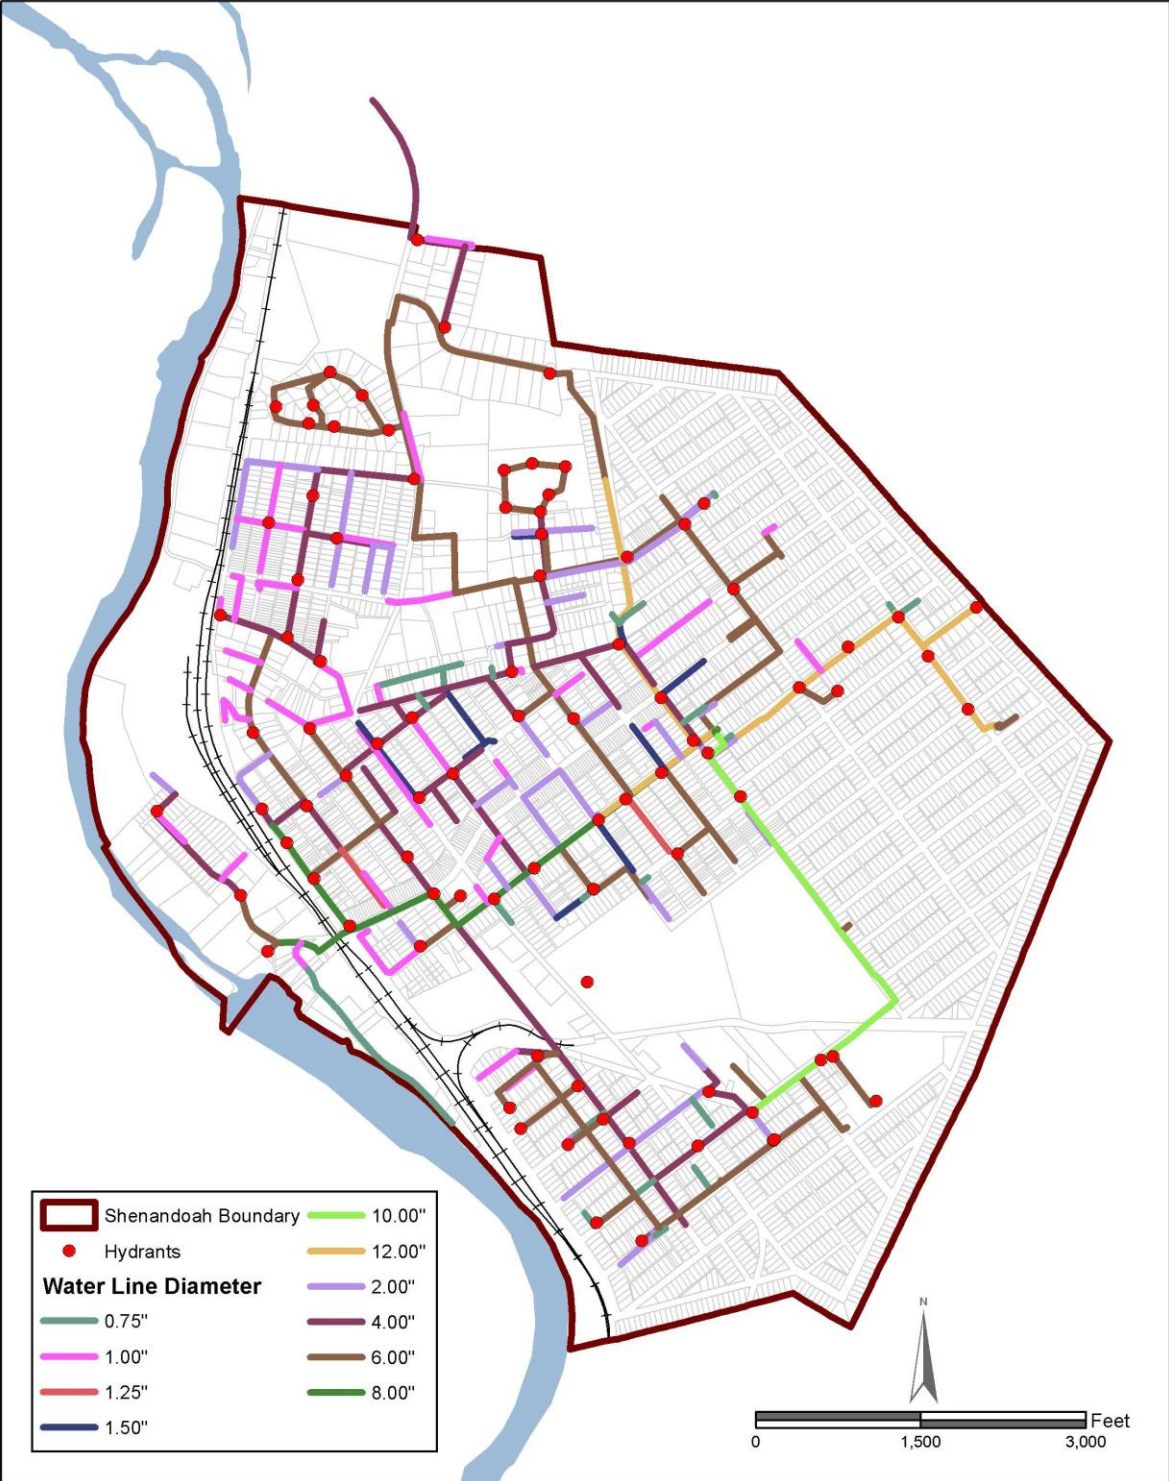 Shenandoah Boundary
Hydrants
Water Line Diameter
0.75"
1.00"
1.25"
1.50"
10.00"
12.00"
2.00"
4.00"
6.00"
8.00"
N
Feet
0 1,500 3,000